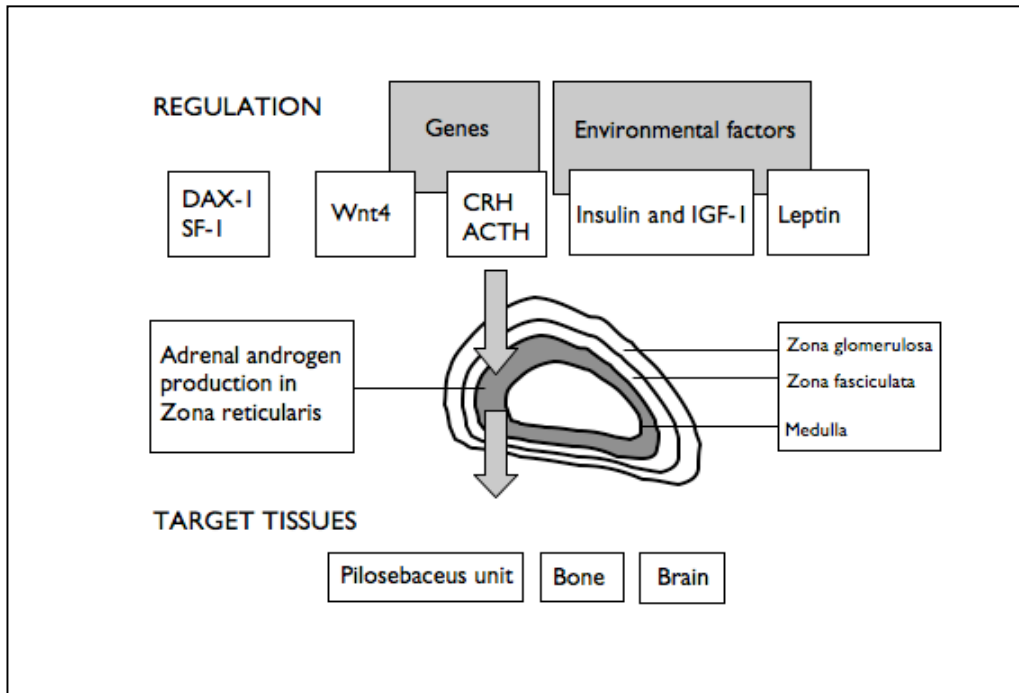 REGULATION
Genes
Environmental factors
DAX-1
SF-1
Wnt4
CRH
ACTH
Insulin and IGF-1
Leptin
Adrenal androgen
production in
Zona reticularis
Zona glomerulosa
Zona fasciculata
Medulla
TARGET TISSUES
Pilosebaceus unit
Bone
Brain